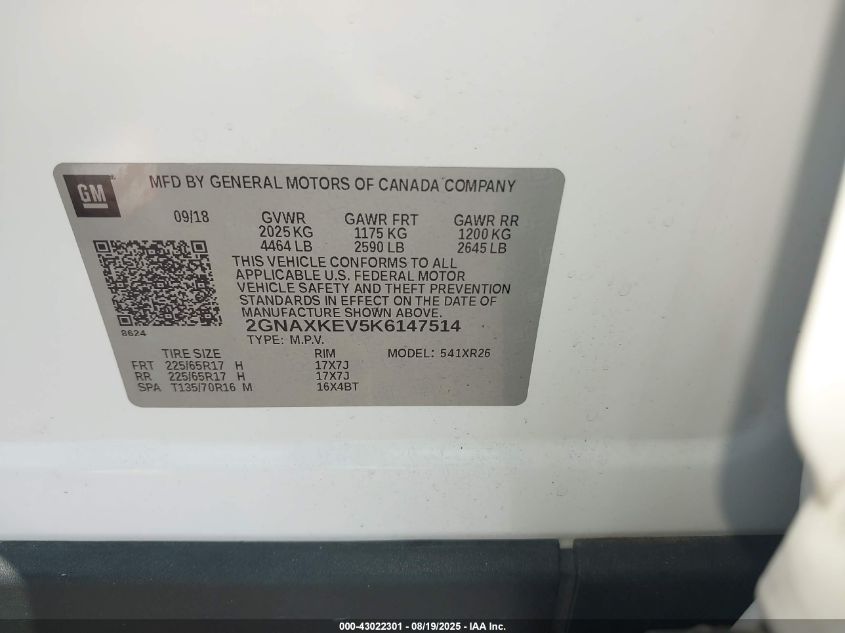 GM
MFD BY GENERAL MOTORS OF CANADA COMPANY
09/18 GVWR GAWR FRT GAWR RR
2025 KG 1175 KG 1200 KG
4464 LB 2590 LB 2645 LB
THIS VEHICLE CONFORMS TO ALL
APPLICABLE U.S. FEDERAL MOTOR
VEHICLE SAFETY AND THEFT PREVENTION
STANDARDS IN EFFECT ON THE DATE OF
MANUFACTURE SHOWN ABOVE.
8624
2GNAXKEV5K6147514
TYPE: M.P.V.
TIRE SIZE RIM MODEL: 541XR26
FRT 225/65R17 H 17X7J
RR 225/65R17 H 17X7J
SPA T135/70R16 M 16X4BT
000-43022301 - 08/19/2025 - IAA Inc.